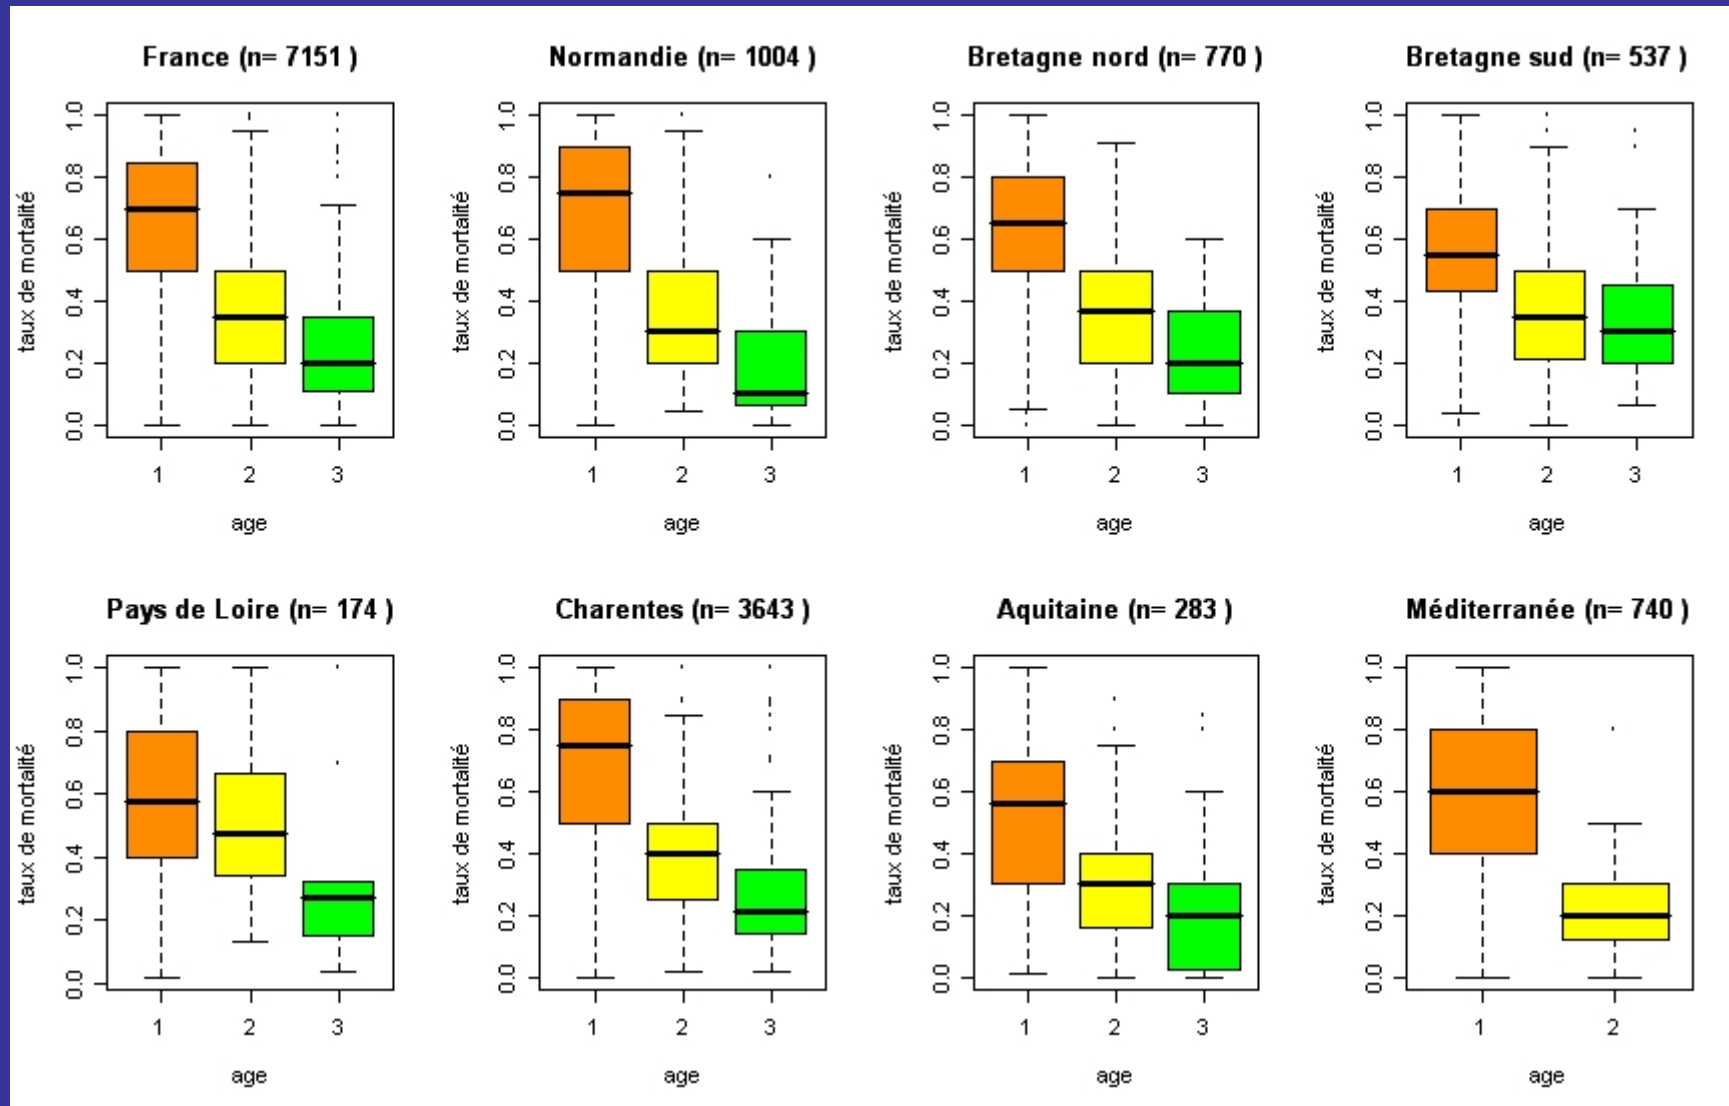 France (n= 7151 )
taux de mortalité
1.0
0.8
0.6
0.4
0.2
0.0
1 2 3
age
Normandie (n= 1004 )
taux de mortalité
1.0
0.8
0.6
0.4
0.2
0.0
1 2 3
age
Bretagne nord (n= 770 )
taux de mortalité
1.0
0.8
0.6
0.4
0.2
0.0
1 2 3
age
Bretagne sud (n= 537 )
taux de mortalité
1.0
0.8
0.6
0.4
0.2
0.0
1 2 3
age
Pays de Loire (n= 174 )
taux de mortalité
1.0
0.8
0.6
0.4
0.2
0.0
1 2 3
age
Charentes (n= 3643 )
taux de mortalité
1.0
0.8
0.6
0.4
0.2
0.0
1 2 3
age
Aquitaine (n= 283 )
taux de mortalité
1.0
0.8
0.6
0.4
0.2
0.0
1 2 3
age
Méditerranée (n= 740 )
taux de mortalité
1.0
0.8
0.6
0.4
0.2
0.0
1 2
age